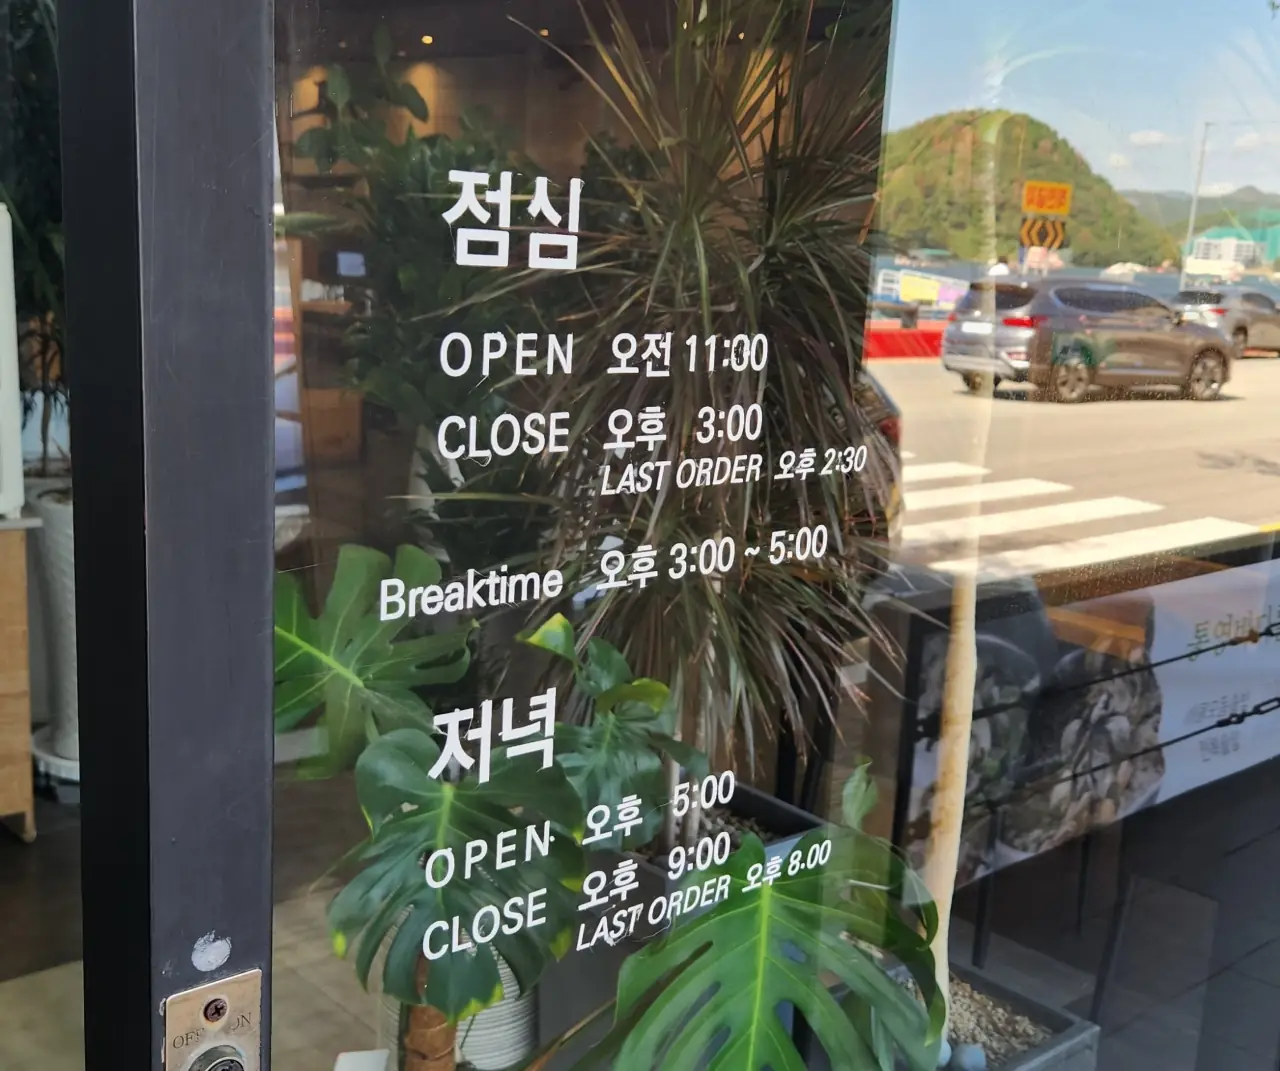 점심
OPEN 오전 11:00
CLOSE 오후 3:00
LAST ORDER 오후 2:30
Breaktime 오후 3:00 ~ 5:00
저녁
OPEN 오후 5:00
CLOSE 오후 9:00
LAST ORDER 오후 8:00
OFF ON